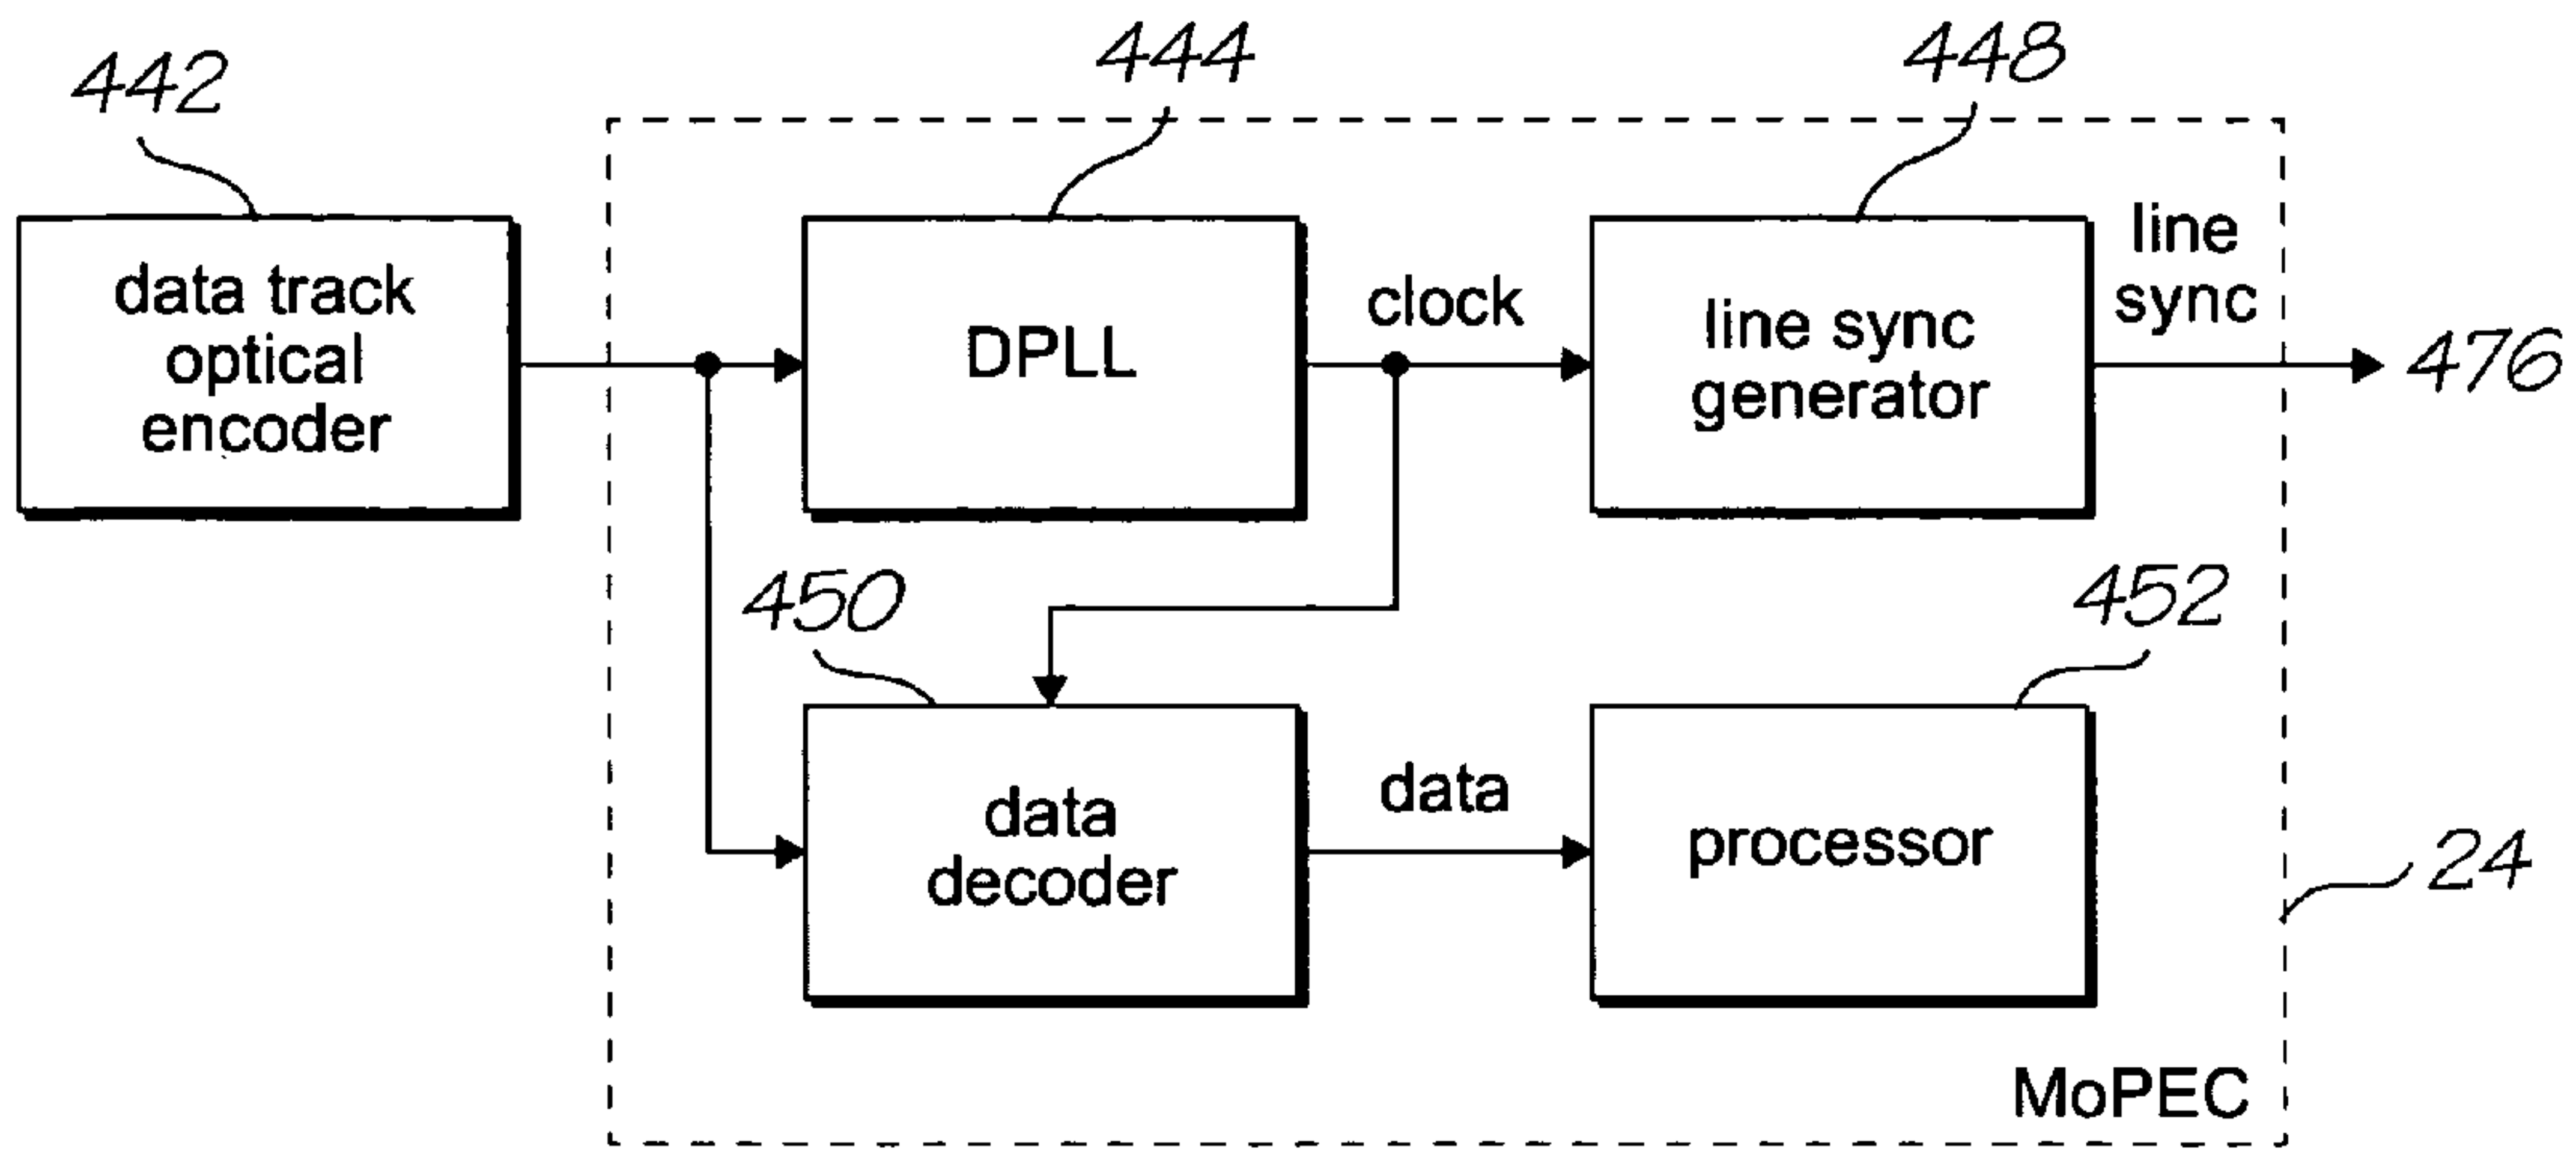 442
444
448
data track
optical
encoder
DPLL
clock
line sync
generator
line
sync
476
450
452
data
decoder
data
processor
24
MoPEC